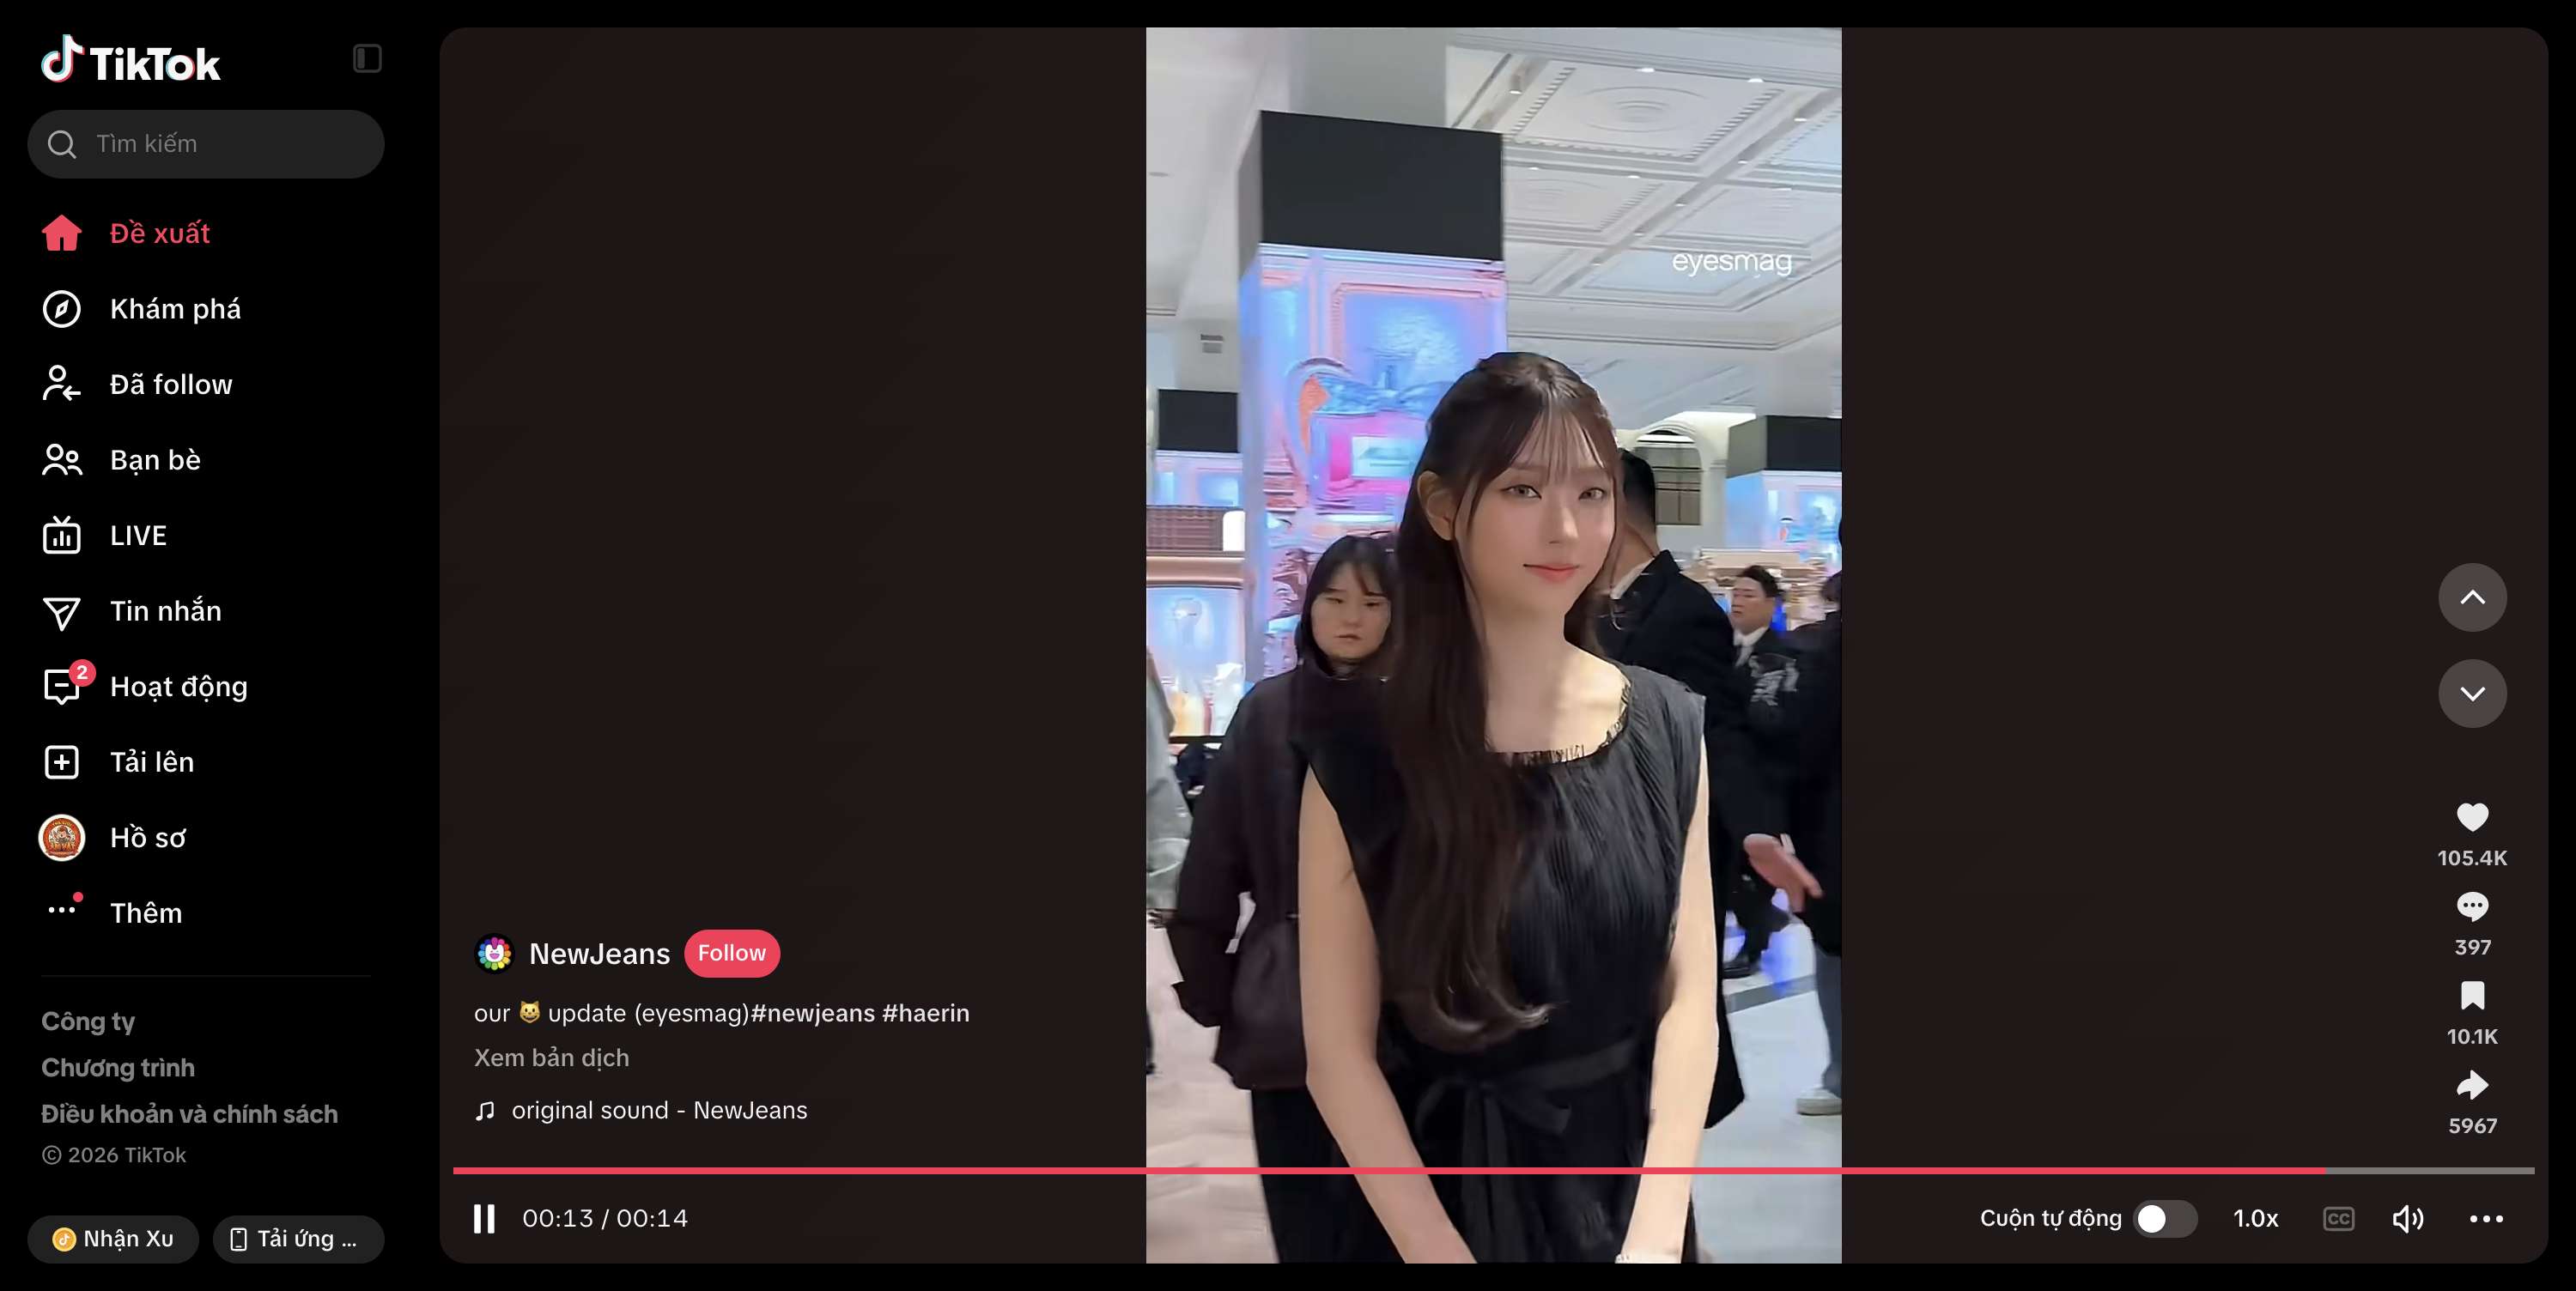 TikTok
Tìm kiếm
Đề xuất
Khám phá
Đã follow
Bạn bè
LIVE
Tin nhắn
2
Hoạt động
Tải lên
Hồ sơ
Thêm
Công ty
Chương trình
Điều khoản và chính sách
© 2026 TikTok
Nhận Xu
Tải ứng ...
eyesmag
NewJeans Follow
our 😺 update (eyesmag)#newjeans #haerin
Xem bản dịch
original sound - NewJeans
00:13 / 00:14
105.4K
397
10.1K
5967
Cuộn tự động
1.0x
CC